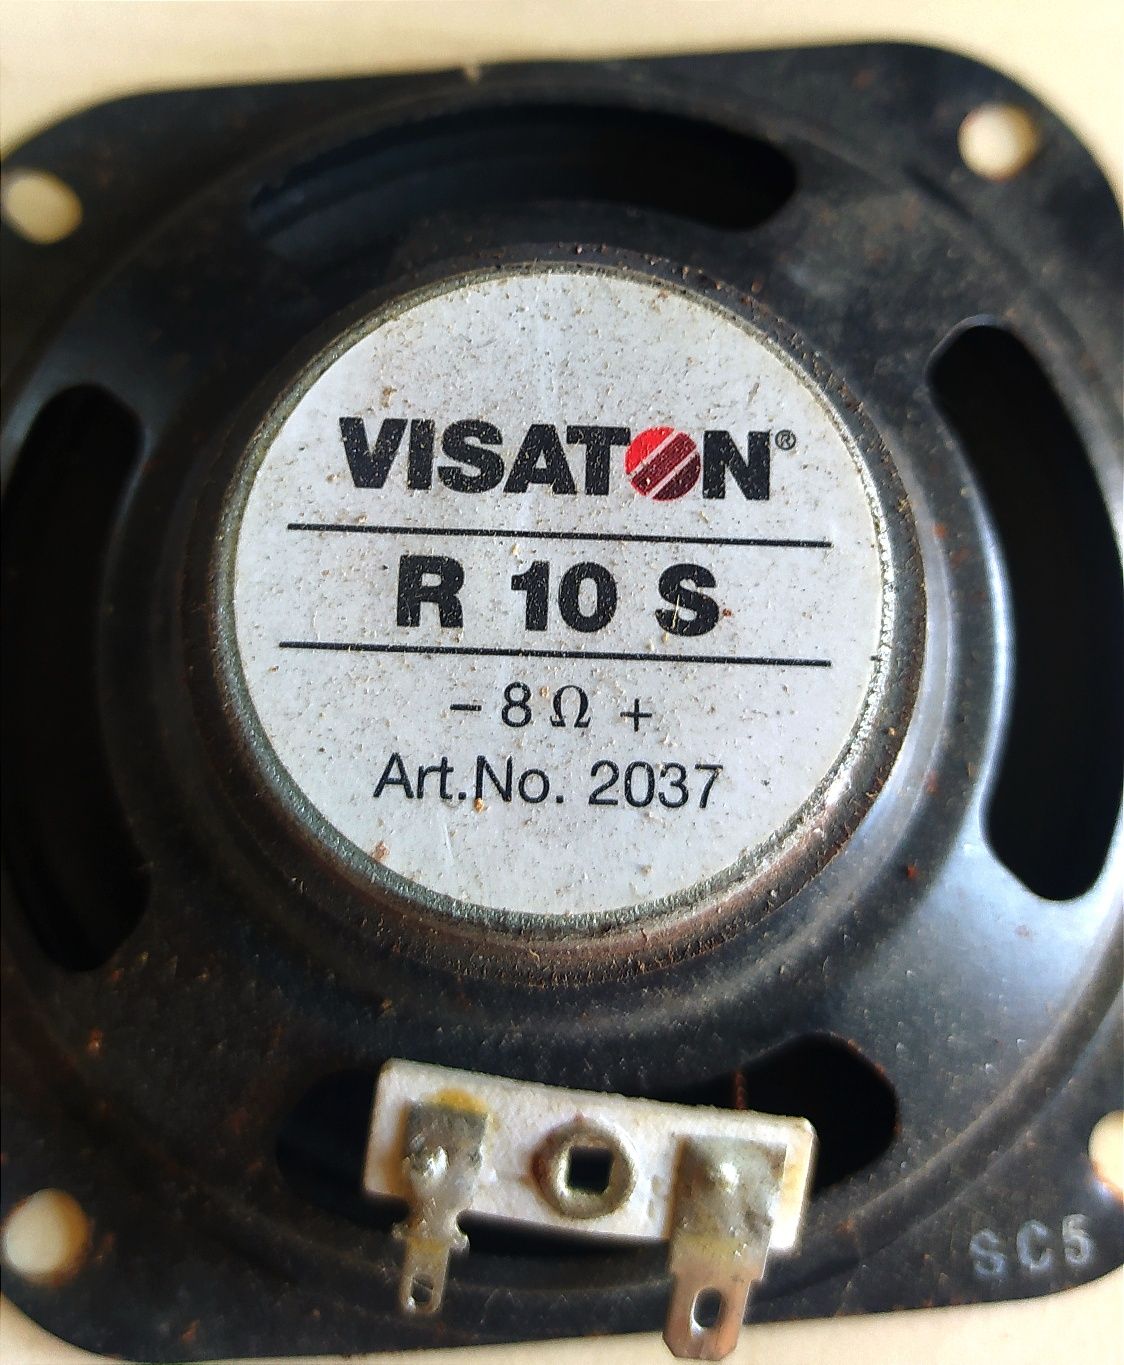 VISATON®
R 10 S
– 8 Ω +
Art.No. 2037
SC5